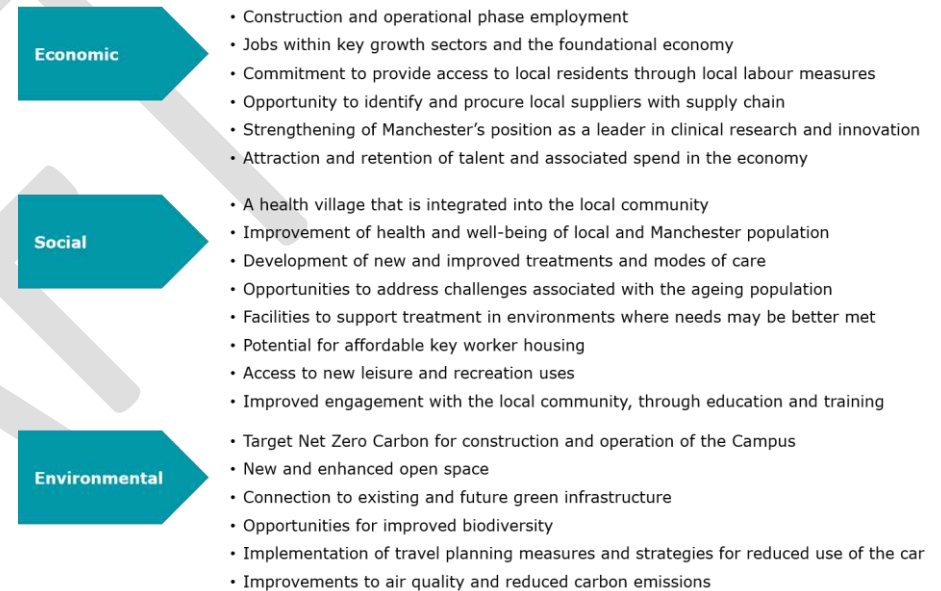 Economic
• Construction and operational phase employment
• Jobs within key growth sectors and the foundational economy
• Commitment to provide access to local residents through local labour measures
• Opportunity to identify and procure local suppliers with supply chain
• Strengthening of Manchester’s position as a leader in clinical research and innovation
• Attraction and retention of talent and associated spend in the economy
Social
• A health village that is integrated into the local community
• Improvement of health and well-being of local and Manchester population
• Development of new and improved treatments and modes of care
• Opportunities to address challenges associated with the ageing population
• Facilities to support treatment in environments where needs may be better met
• Potential for affordable key worker housing
• Access to new leisure and recreation uses
• Improved engagement with the local community, through education and training
Environmental
• Target Net Zero Carbon for construction and operation of the Campus
• New and enhanced open space
• Connection to existing and future green infrastructure
• Opportunities for improved biodiversity
• Implementation of travel planning measures and strategies for reduced use of the car
• Improvements to air quality and reduced carbon emissions